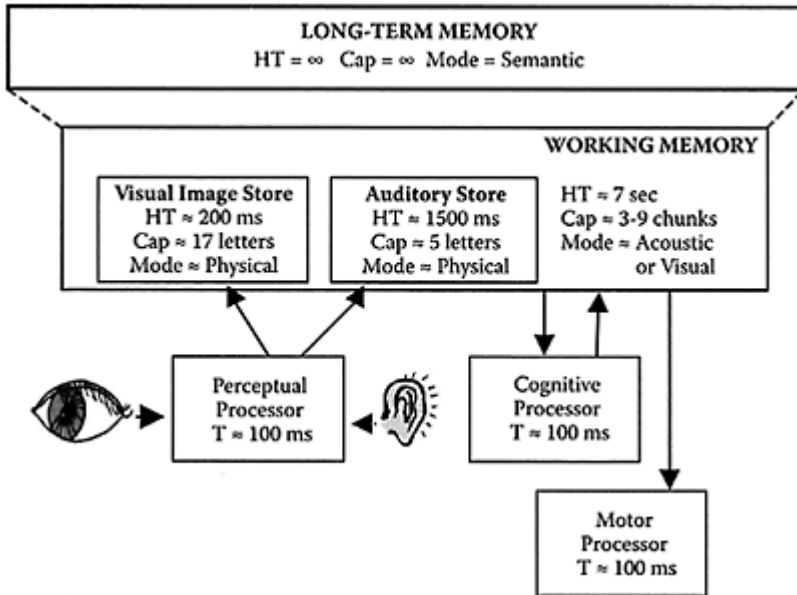 LONG-TERM MEMORY
HT = ∞ Cap = ∞ Mode = Semantic
WORKING MEMORY
Visual Image Store
HT ≈ 200 ms
Cap ≈ 17 letters
Mode ≈ Physical
Auditory Store
HT ≈ 1500 ms
Cap ≈ 5 letters
Mode ≈ Physical
HT ≈ 7 sec
Cap ≈ 3-9 chunks
Mode ≈ Acoustic
or Visual
Perceptual
Processor
T ≈ 100 ms
Cognitive
Processor
T ≈ 100 ms
Motor
Processor
T ≈ 100 ms